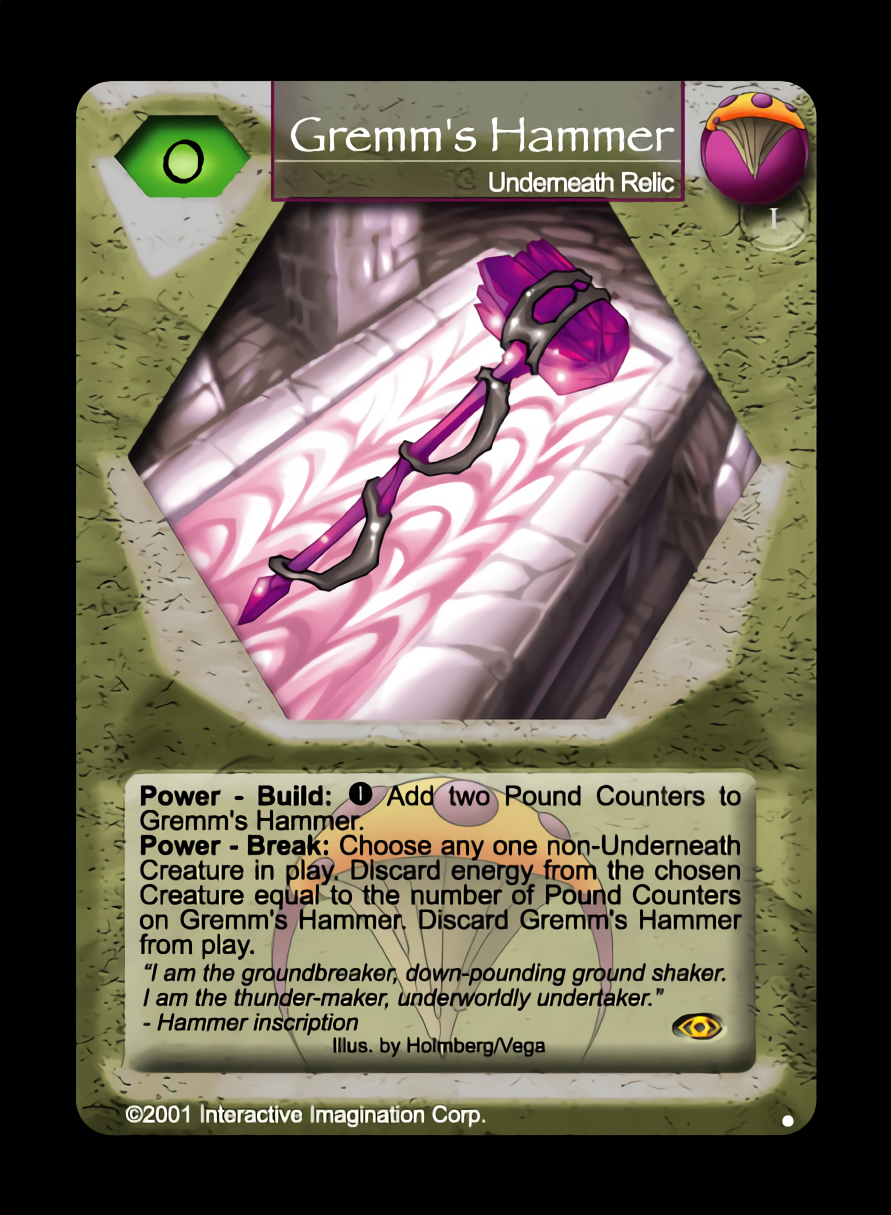 0
Gremm's Hammer
Underneath Relic
I
Power - Build: 1 Add two Pound Counters to
Gremm's Hammer.
Power - Break: Choose any one non-Underneath
Creature in play. Discard energy from the chosen
Creature equal to the number of Pound Counters
on Gremm's Hammer. Discard Gremm's Hammer
from play.
"I am the groundbreaker, down-pounding ground shaker.
I am the thunder-maker, underworldly undertaker."
- Hammer inscription
Illus. by Holmberg/Vega
©2001 Interactive Imagination Corp.